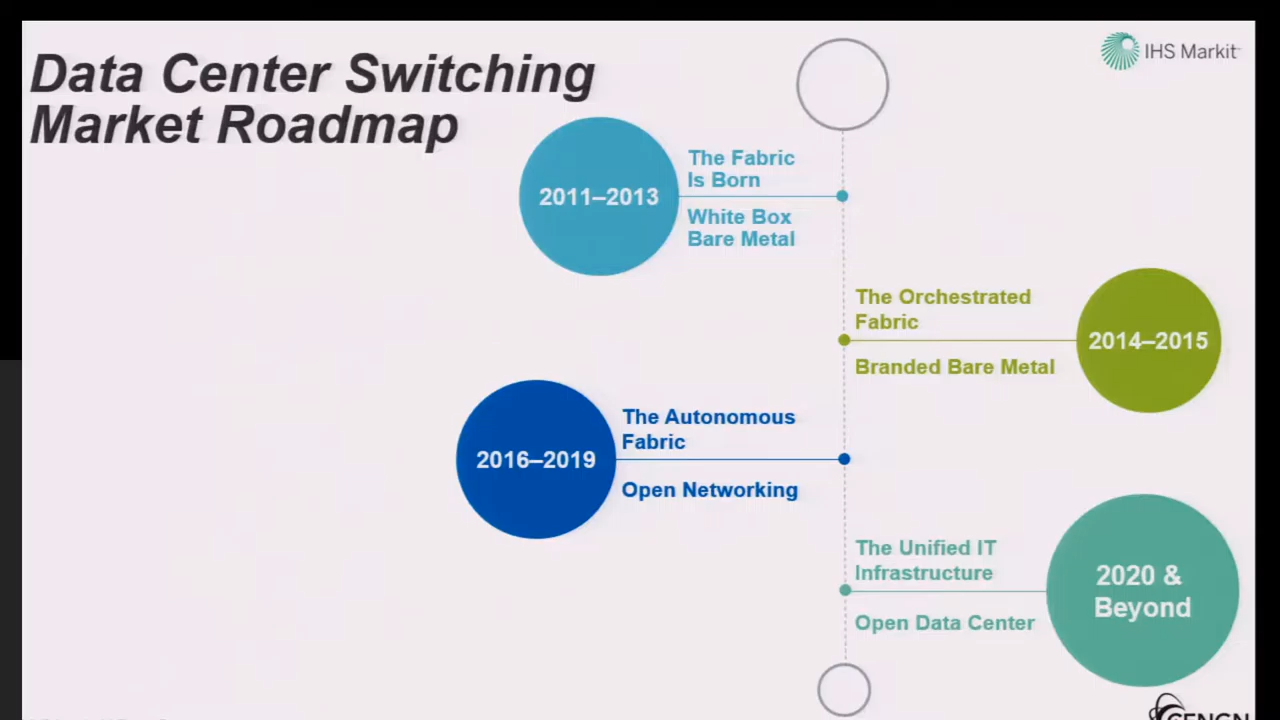 Data Center Switching
Market Roadmap
IHS Markit
2011–2013
The Fabric
Is Born
White Box
Bare Metal
The Orchestrated
Fabric
Branded Bare Metal
2014–2015
2016–2019
The Autonomous
Fabric
Open Networking
The Unified IT
Infrastructure
Open Data Center
2020 &
Beyond
CENGN